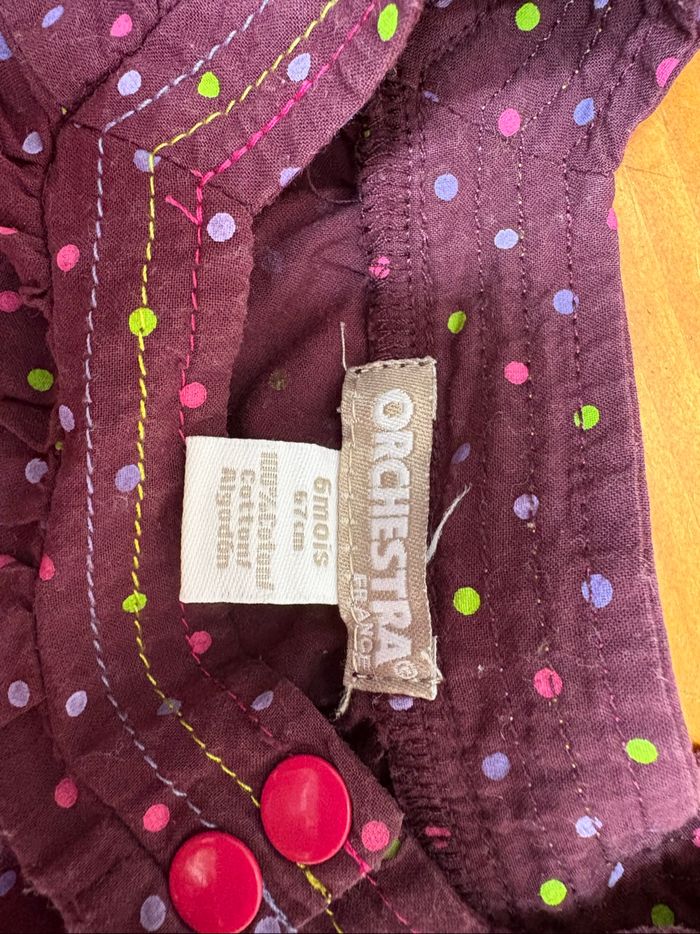 ORCHESTRA®
FRANCE
6mois
67cm
100%Coton/
Cotton/
Algodón